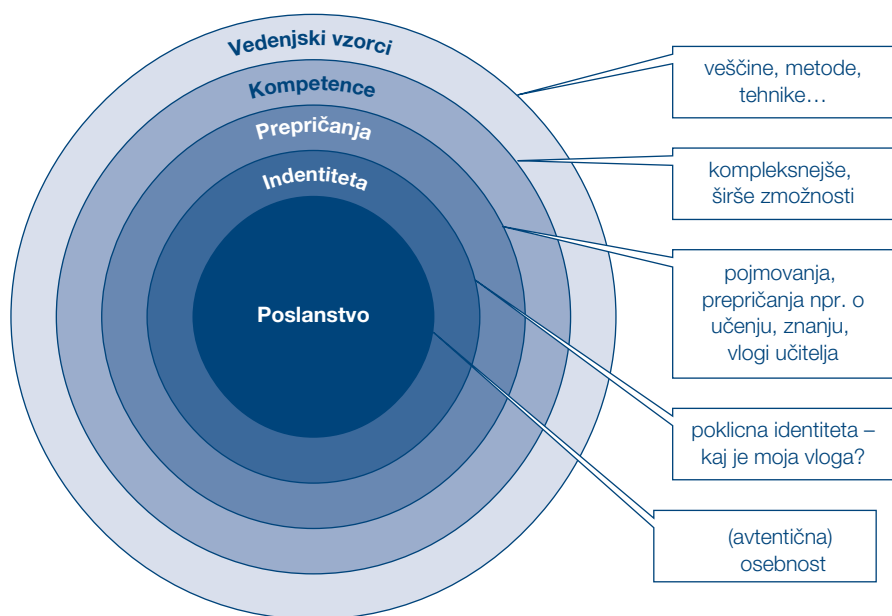 Vedenjski vzorci
Kompetence
Prepričanja
Indentiteta
Poslanstvo
veščine, metode,
tehnike…
kompleksnejše,
širše zmožnosti
pojmovanja,
prepričanja npr. o
učenju, znanju,
vlogi učitelja
poklicna identiteta –
kaj je moja vloga?
(avtentična)
osebnost